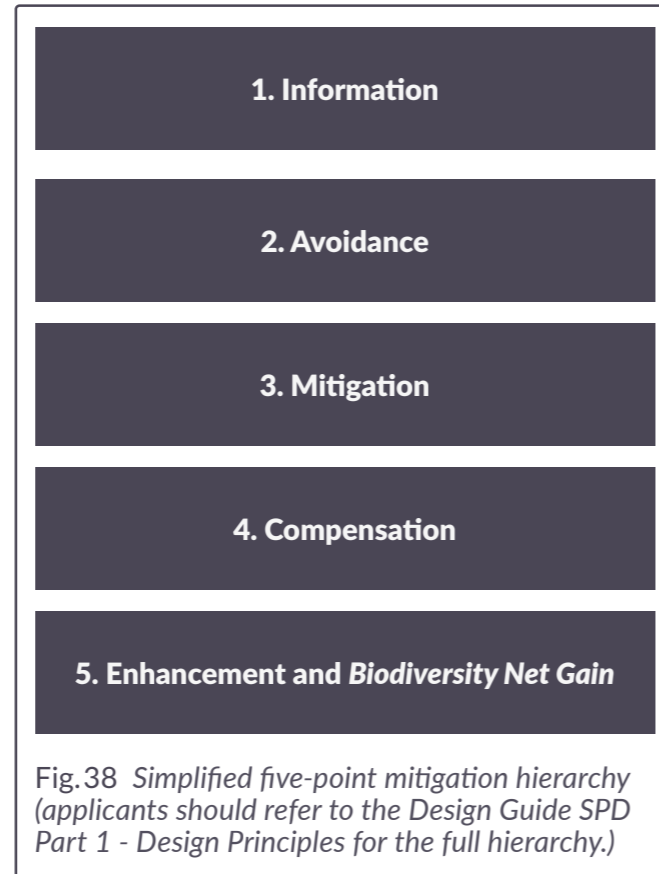 1. Information
2. Avoidance
3. Mitigation
4. Compensation
5. Enhancement and Biodiversity Net Gain
Fig.38 Simplified five-point mitigation hierarchy
(applicants should refer to the Design Guide SPD
Part 1 - Design Principles for the full hierarchy.)